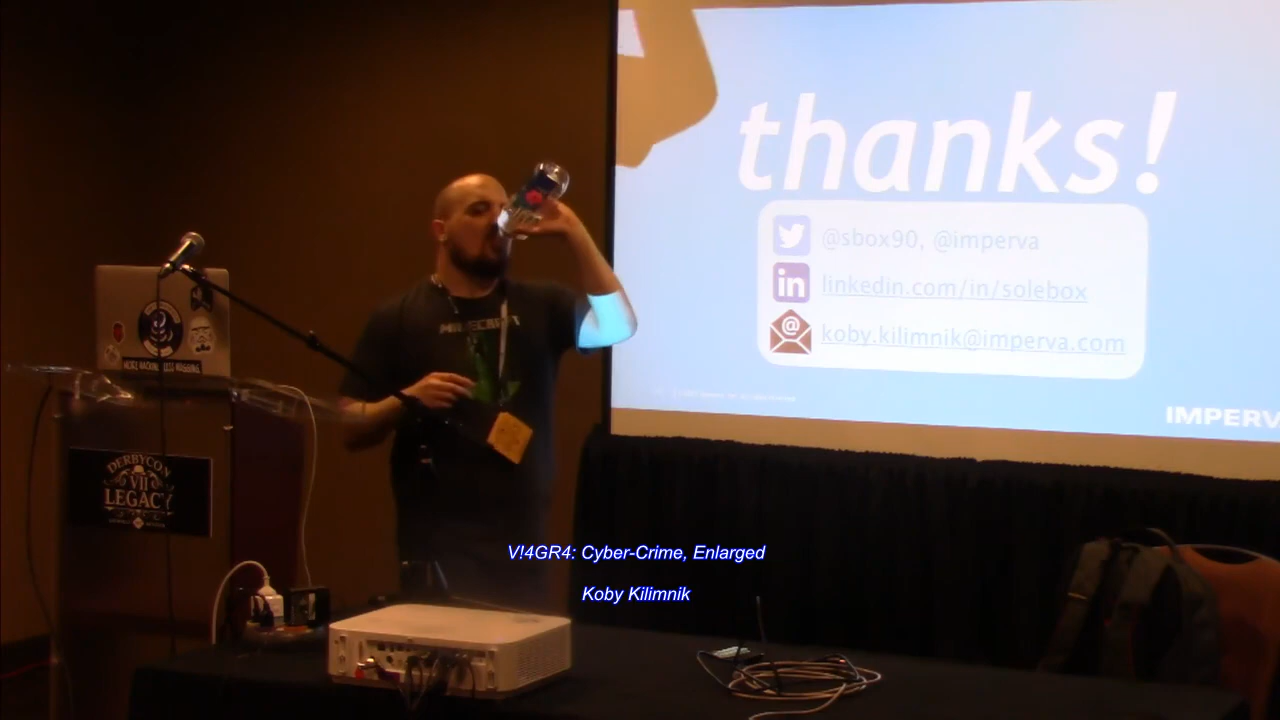 thanks!
@sbox90, @imperva
linkedin.com/in/solebox
@
koby.kilimnik@imperva.com
IMPERV
MINECRAFT
DERBYCON
VII
LEGACY
V!4GR4: Cyber-Crime, Enlarged
Koby Kilimnik